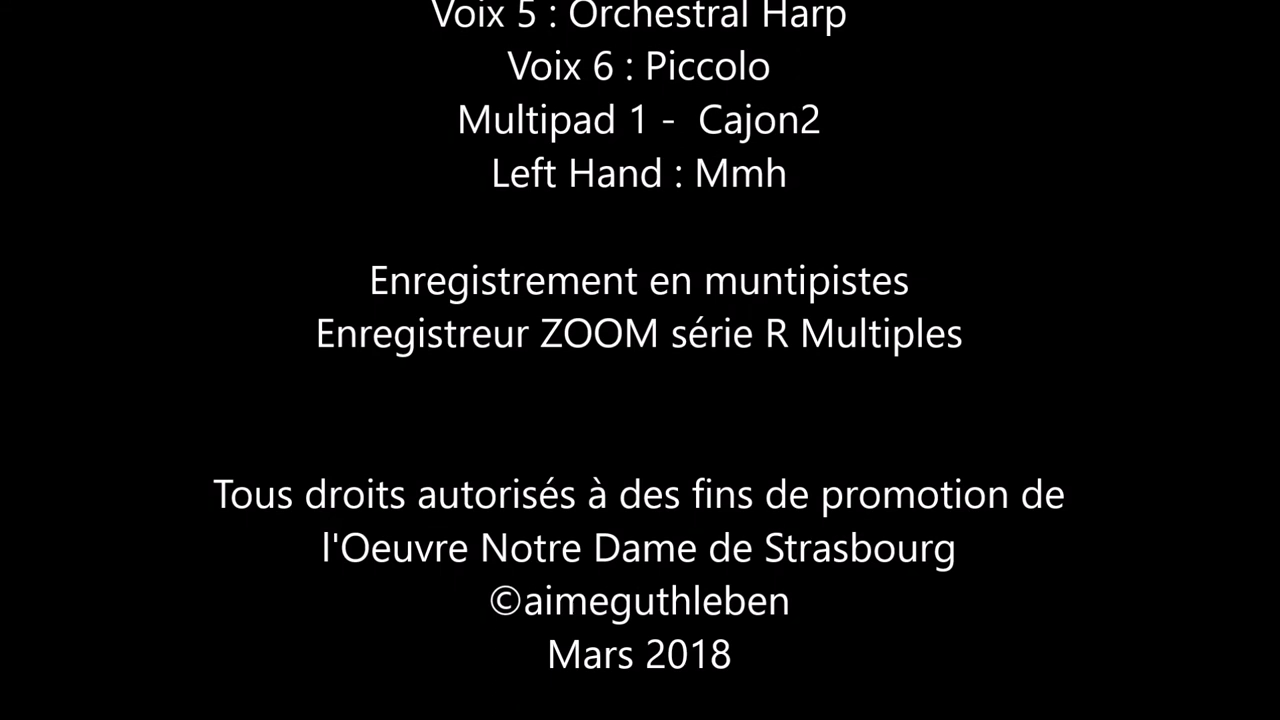 Voix 5 : Orchestral Harp
Voix 6 : Piccolo
Multipad 1 -  Cajon2
Left Hand : Mmh
Enregistrement en muntipistes
Enregistreur ZOOM série R Multiples
Tous droits autorisés à des fins de promotion de
l'Oeuvre Notre Dame de Strasbourg
©aimeguthleben
Mars 2018